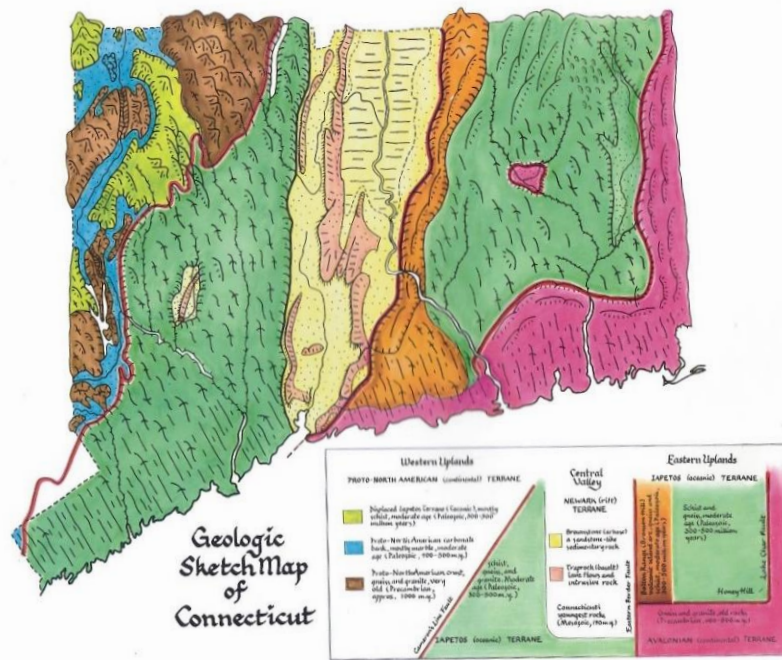 Geologic
Sketch Map
of
Connecticut
Western Uplands
PROTO-NORTH AMERICAN (continental) TERRANE
Displaced Iapetos Terrane (Taconic), mostly
schist, moderate age (Paleozoic, 300-500
million years)
Proto-North American carbonate
bank, mostly marble, moderate
age (Paleozoic, 400-500 m.y.)
Proto-North American crust,
gneiss and granite, very
old (Precambrian,
approx. 1000 m.y.)
Cameron's Line Fault
schist,
gneiss, and
granite. Moderate
age (Paleozoic,
300-500 m.y.)
IAPETOS (oceanic) TERRANE
Central
Valley
NEWARK (rift)
TERRANE
Brownstone (arkose)
a sandstone-like
sedimentary rock
Traprock (basalt)
lava flows and
intrusive rock
Connecticut's
youngest rocks
(Mesozoic, 190 m.y.)
Eastern Border Fault
Eastern Uplands
IAPETOS (oceanic) TERRANE
Schist and
gneiss, moderate
age (Paleozoic,
300-500 million
years)
Honey Hill
Lake Char Fault
Gneiss and granite old rocks
(Precambrian,
AVALONIAN (continental) TERRANE